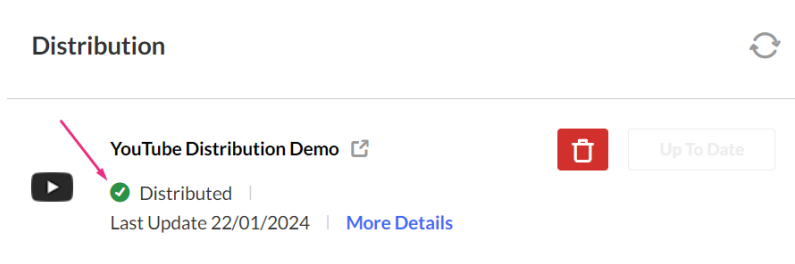 Distribution
YouTube Distribution Demo
Up To Date
Distributed
Last Update 22/01/2024 | More Details